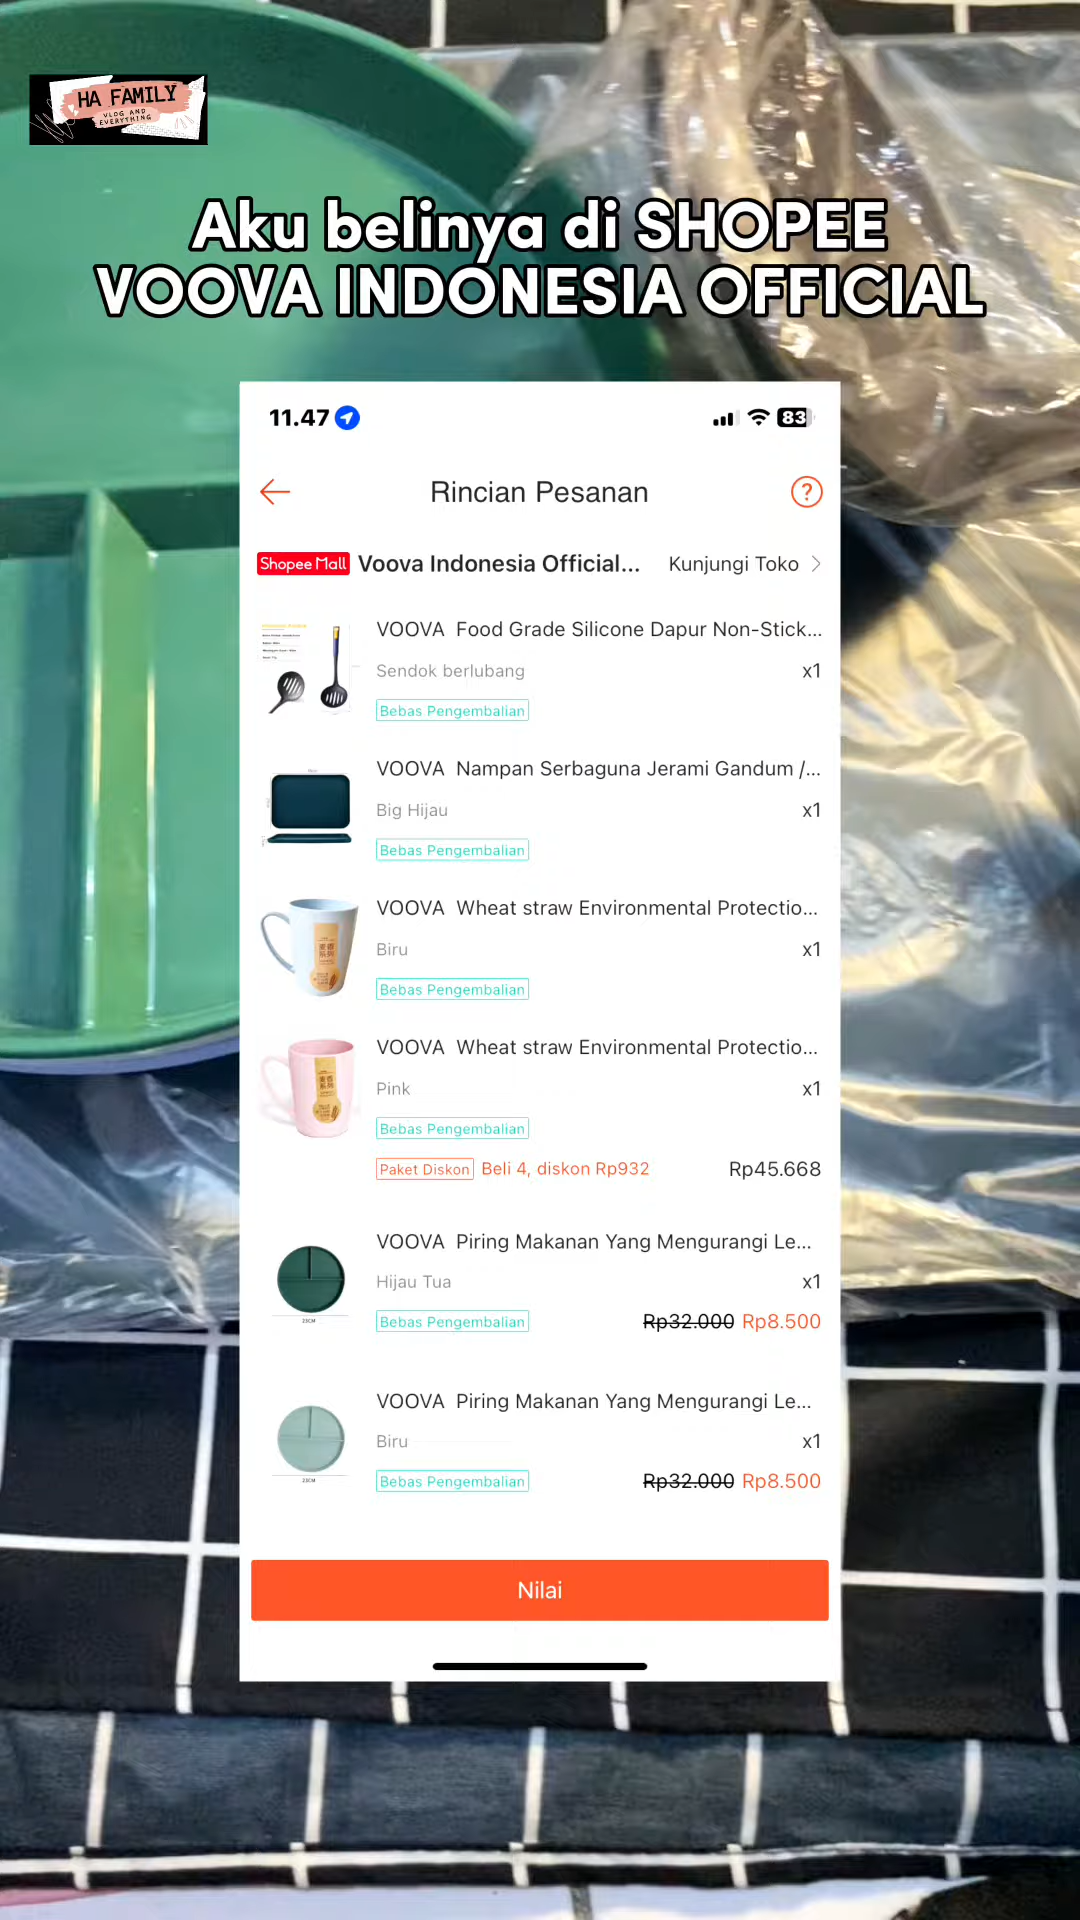 HA FAMILY
VLOG AND
EVERYTHING
Aku belinya di SHOPEE
VOOVA INDONESIA OFFICIAL
11.47
83
Rincian Pesanan
?
Shopee Mall Voova Indonesia Official... Kunjungi Toko
VOOVA Food Grade Silicone Dapur Non-Stick...
Sendok berlubang x1
Bebas Pengembalian
VOOVA Nampan Serbaguna Jerami Gandum /...
Big Hijau x1
Bebas Pengembalian
VOOVA Wheat straw Environmental Protectio...
Biru x1
Bebas Pengembalian
VOOVA Wheat straw Environmental Protectio...
Pink x1
Bebas Pengembalian
Paket Diskon Beli 4, diskon Rp932 Rp45.668
VOOVA Piring Makanan Yang Mengurangi Le...
Hijau Tua x1
23CM
Bebas Pengembalian Rp32.000 Rp8.500
VOOVA Piring Makanan Yang Mengurangi Le...
Biru x1
23CM
Bebas Pengembalian Rp32.000 Rp8.500
Nilai